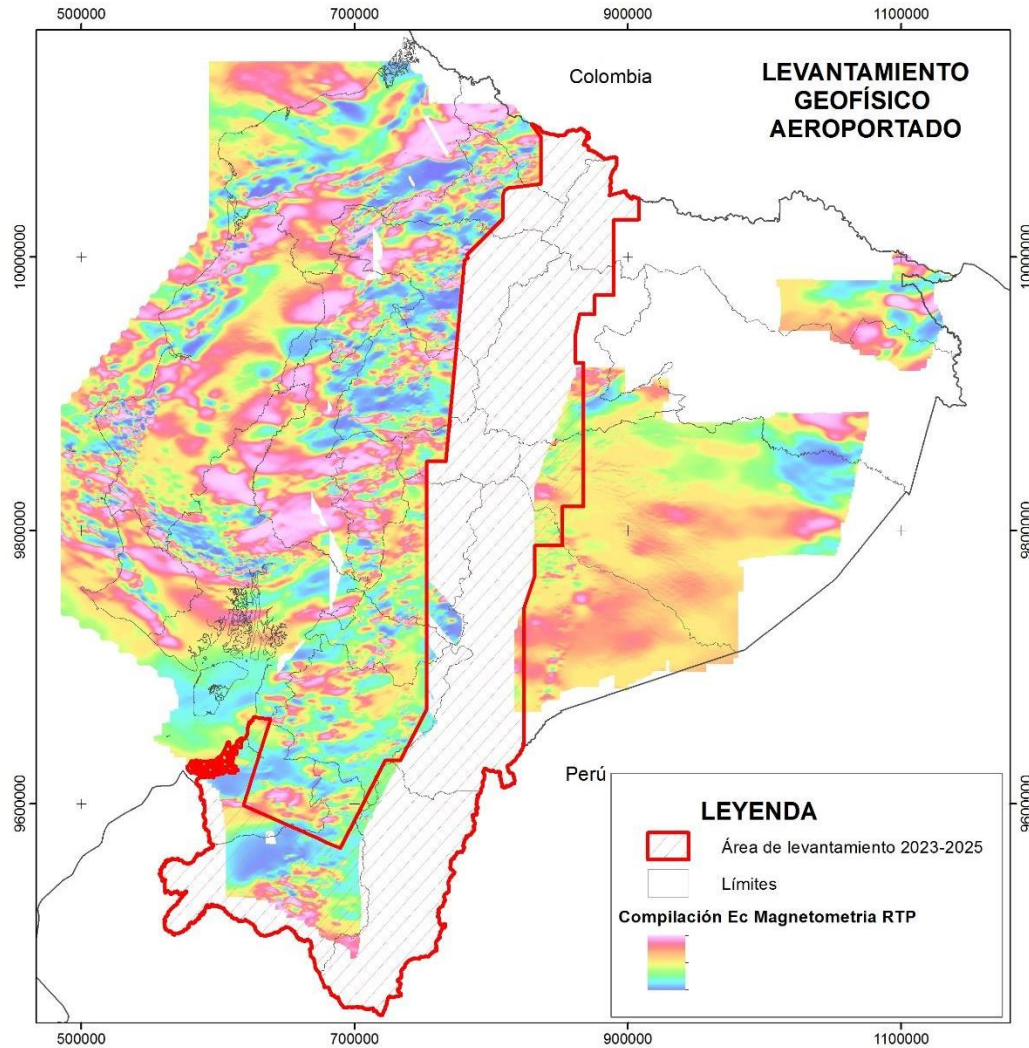 500000 700000 900000 1100000
Colombia
LEVANTAMIENTO
GEOFÍSICO
AEROPORTADO
10000000 10000000
9800000 9800000
Perú
9600000 9600000
LEYENDA
Área de levantamiento 2023-2025
Límites
Compilación Ec Magnetometria RTP
500000 700000 900000 1100000